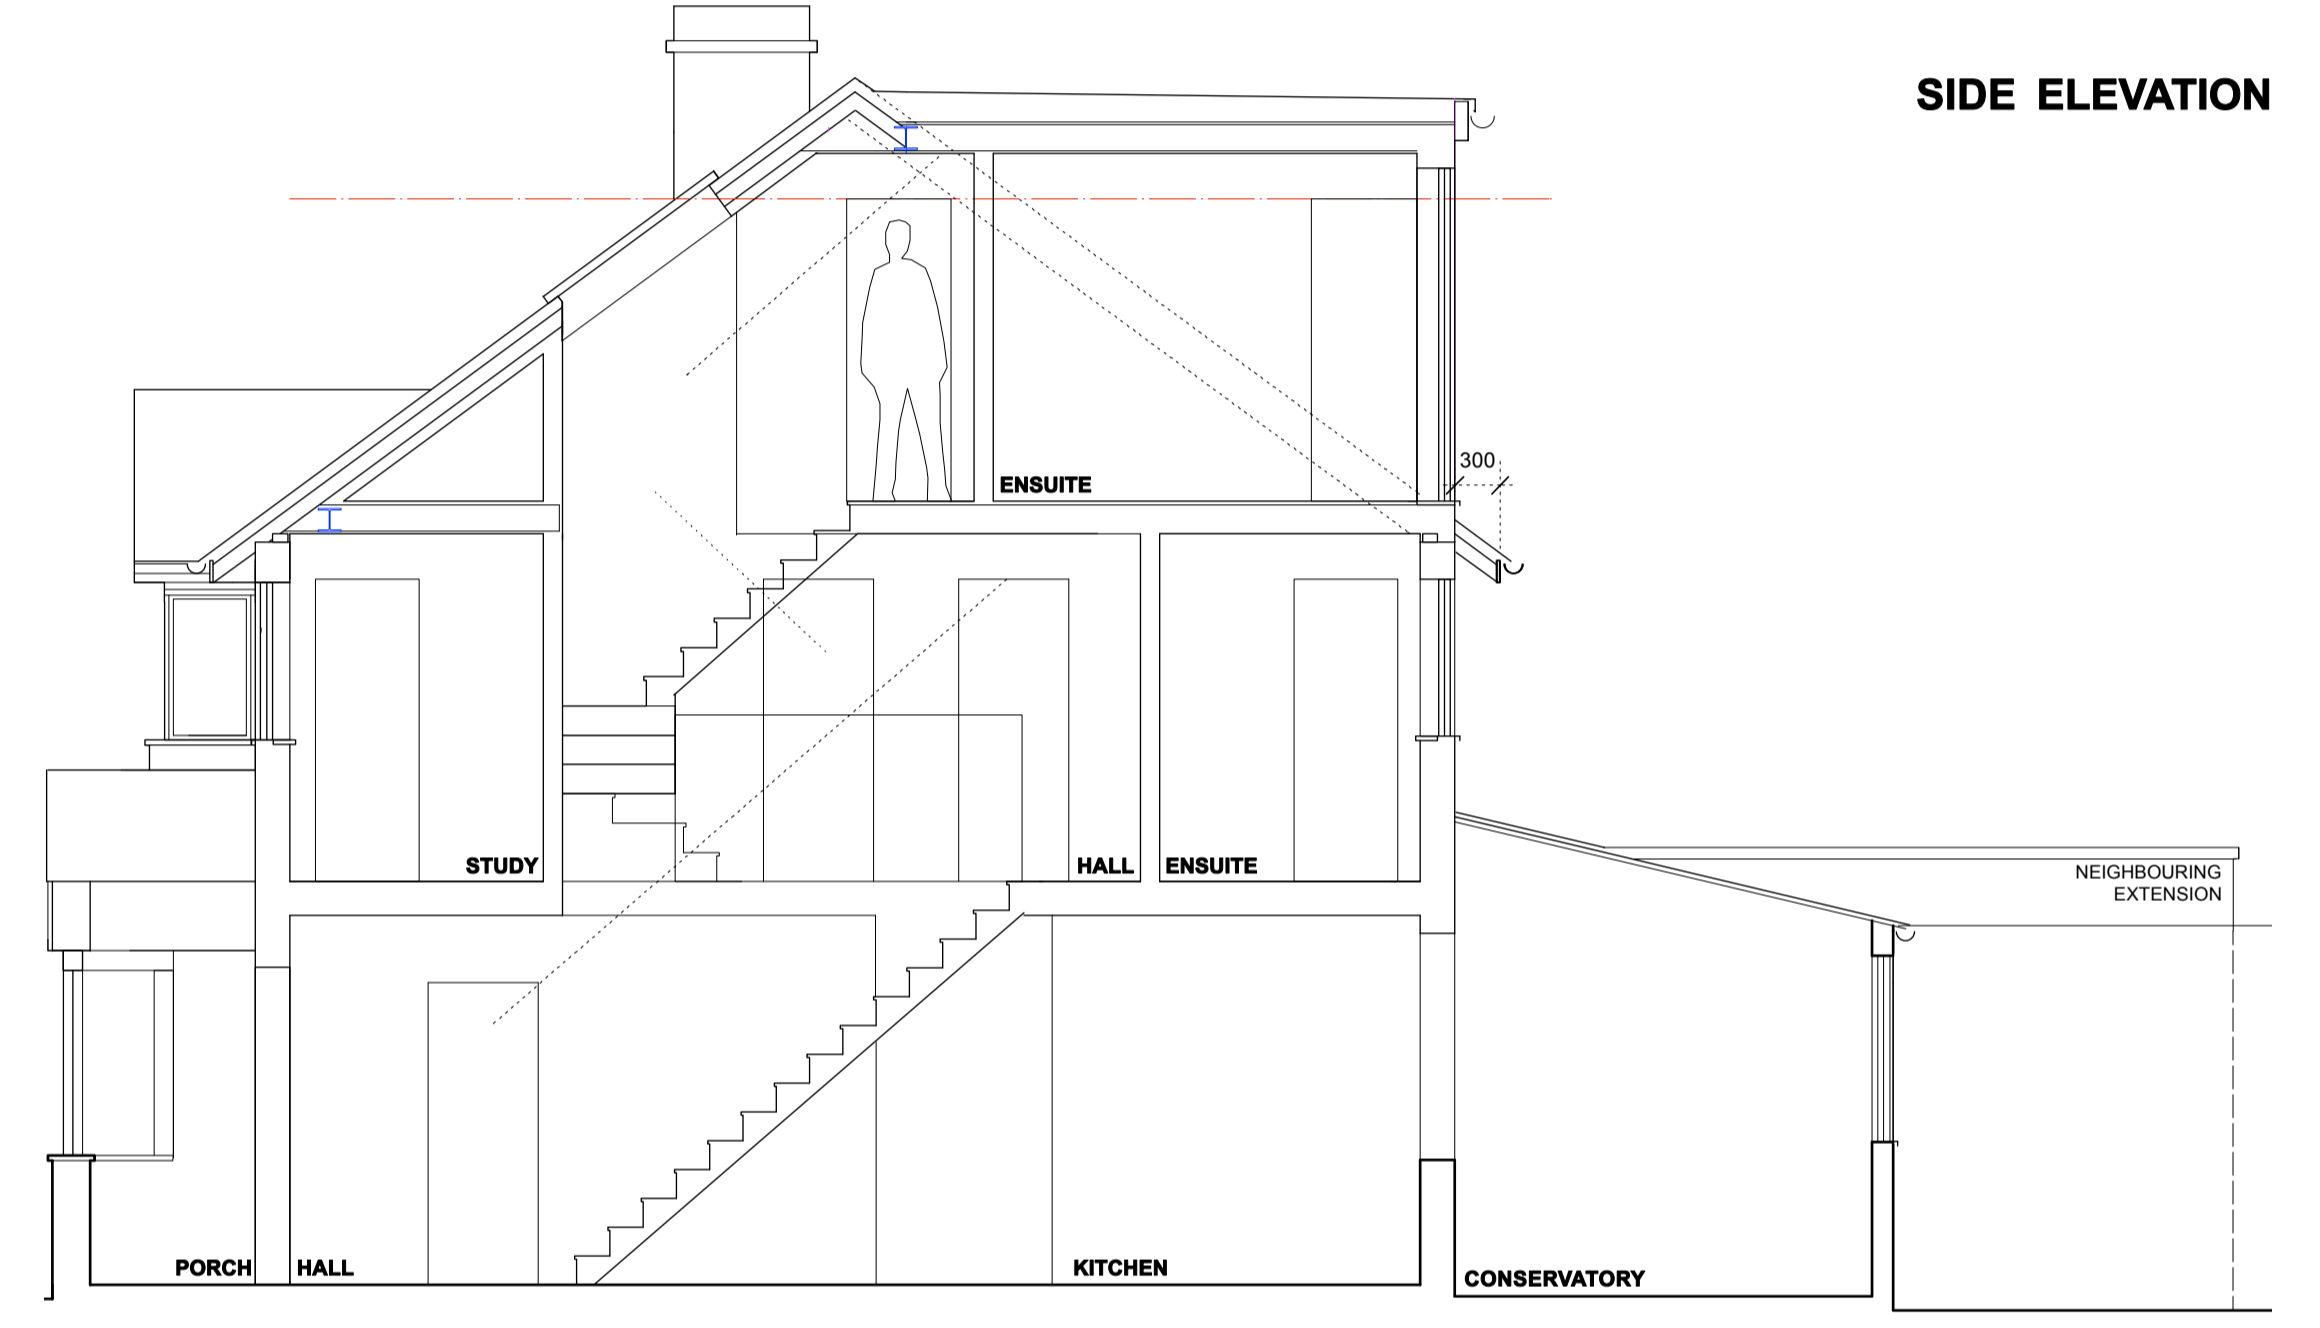 SIDE ELEVATION
300
ENSUITE
STUDY
HALL
ENSUITE
NEIGHBOURING
EXTENSION
PORCH
HALL
KITCHEN
CONSERVATORY